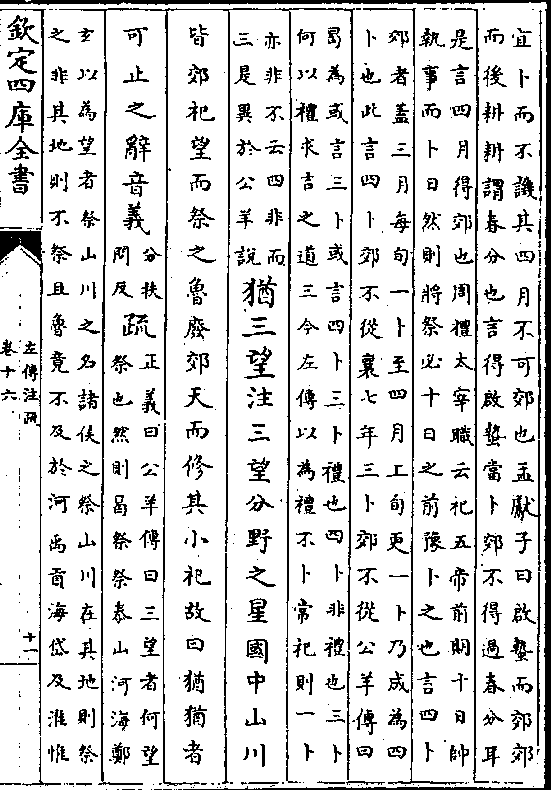 宜卜而不譏其四月不可郊也孟獻子曰啟蟄而郊郊
而後耕耕謂春分也言得啟蟄當卜郊不得過春分耳
是言四月得郊也周禮太宰職云祀五帝前期十日帥
執事而卜日然則將祭必十日之前豫卜之也言四卜
郊者蓋三月每旬一卜至四月上旬更一卜乃成為四
卜也此言四卜郊不從襄七年三卜郊不從公羊傳曰
曷為或言三卜或言四卜三卜禮也四卜非禮也三卜
何以禮求吉之道三今左傳以為禮不卜常祀則一卜
亦非不云四非而
三是異於公羊說
猶三望注三望分野之星國中山川
皆郊祀望而祭之魯廢郊天而修其小祀故曰猶猶者
可止之辭音義
分扶
問反
疏
正義曰公羊傳曰三望者何望
祭也然則曷祭祭泰山河海鄭
玄以為望者祭山川之名諸侯之祭山川在其地則祭
之非其地則不祭且魯竟不及於河禹貢海岱及淮惟
欽定四庫全書
左傳注疏
卷十六
十一